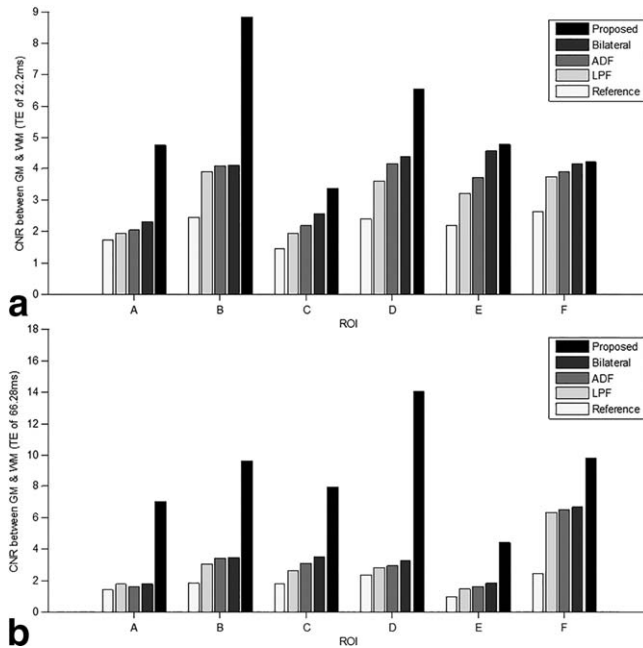 9
8
7
6
5
4
3
2
1
0
CNR between GM & WM (TE of 22.2ms)
Proposed
Bilateral
ADF
LPF
Reference
A B C D E F
ROI
a
18
16
14
12
10
8
6
4
2
0
CNR between GM & WM (TE of 66.28ms)
Proposed
Bilateral
ADF
LPF
Reference
A B C D E F
ROI
b